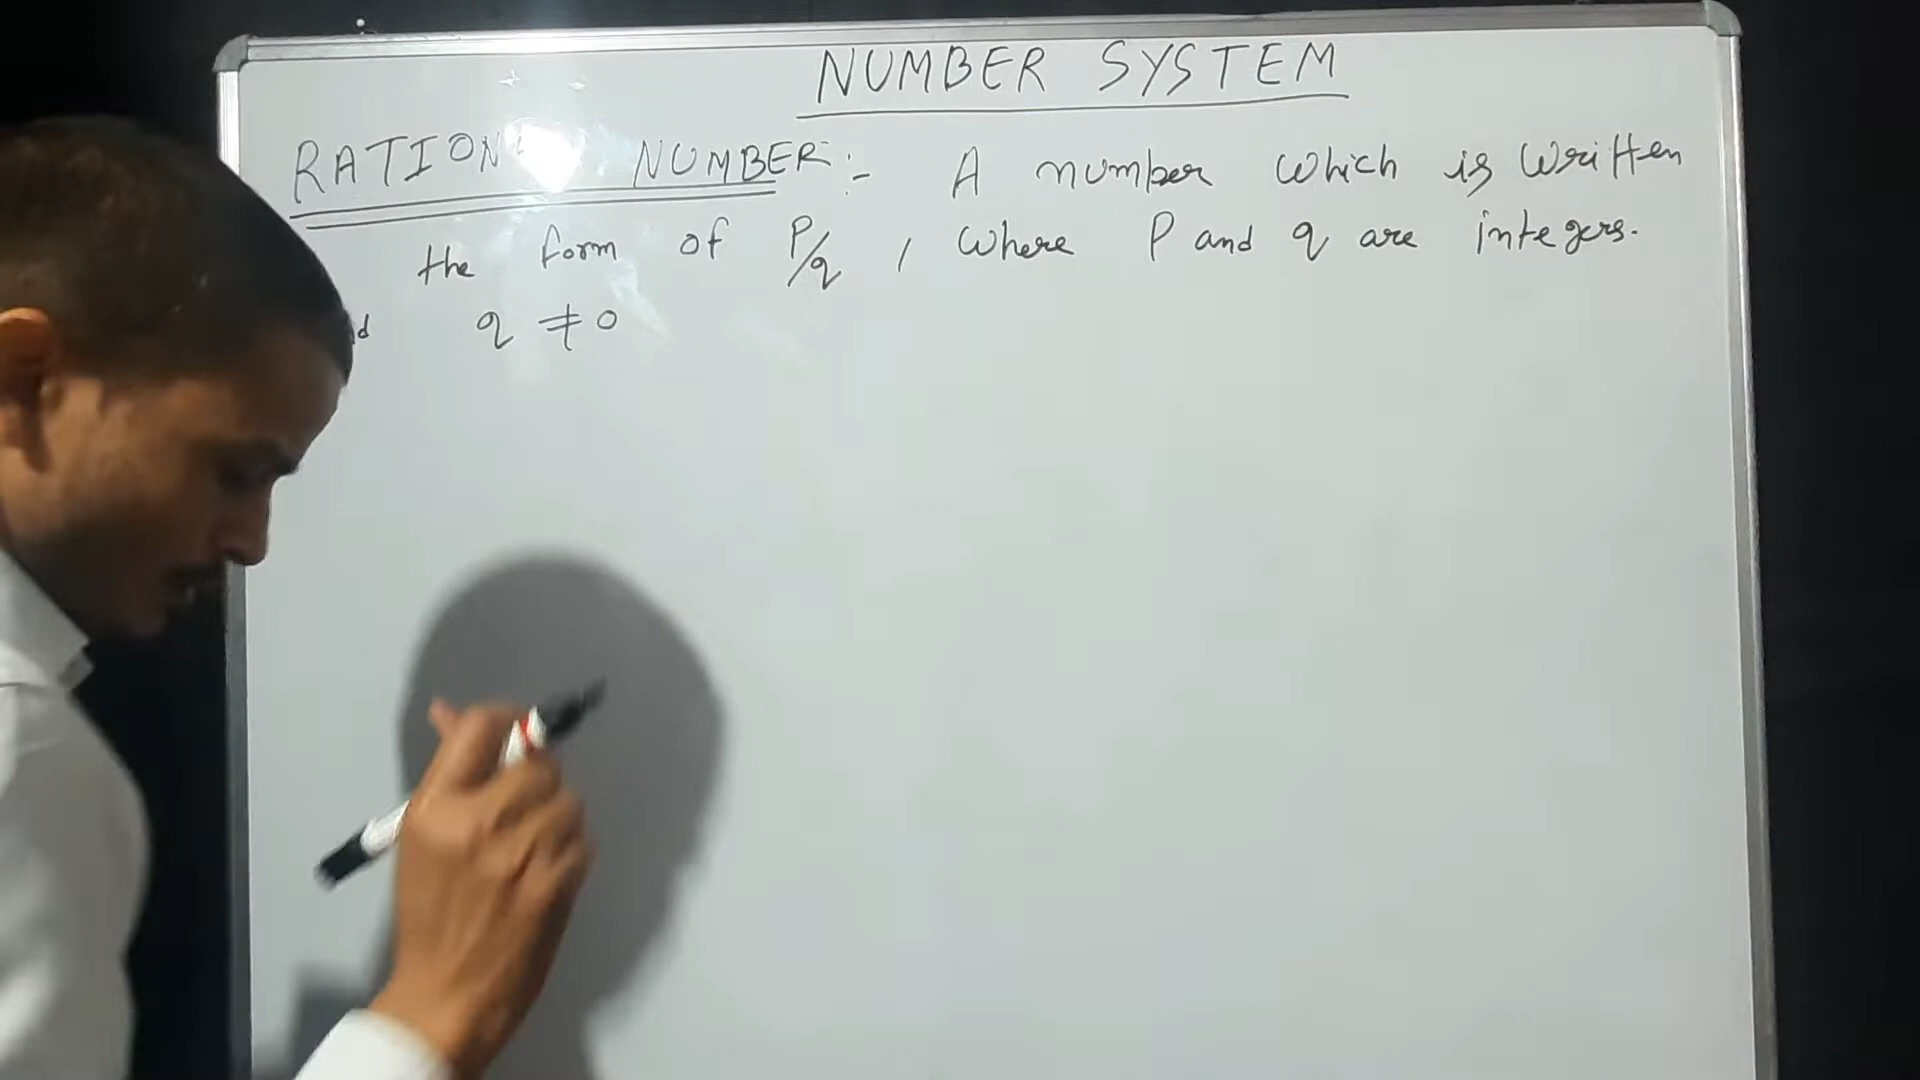 NUMBER SYSTEM
RATION NUMBER:- A number which is written
the form of P/q, where P and q are integers.
q ≠ 0